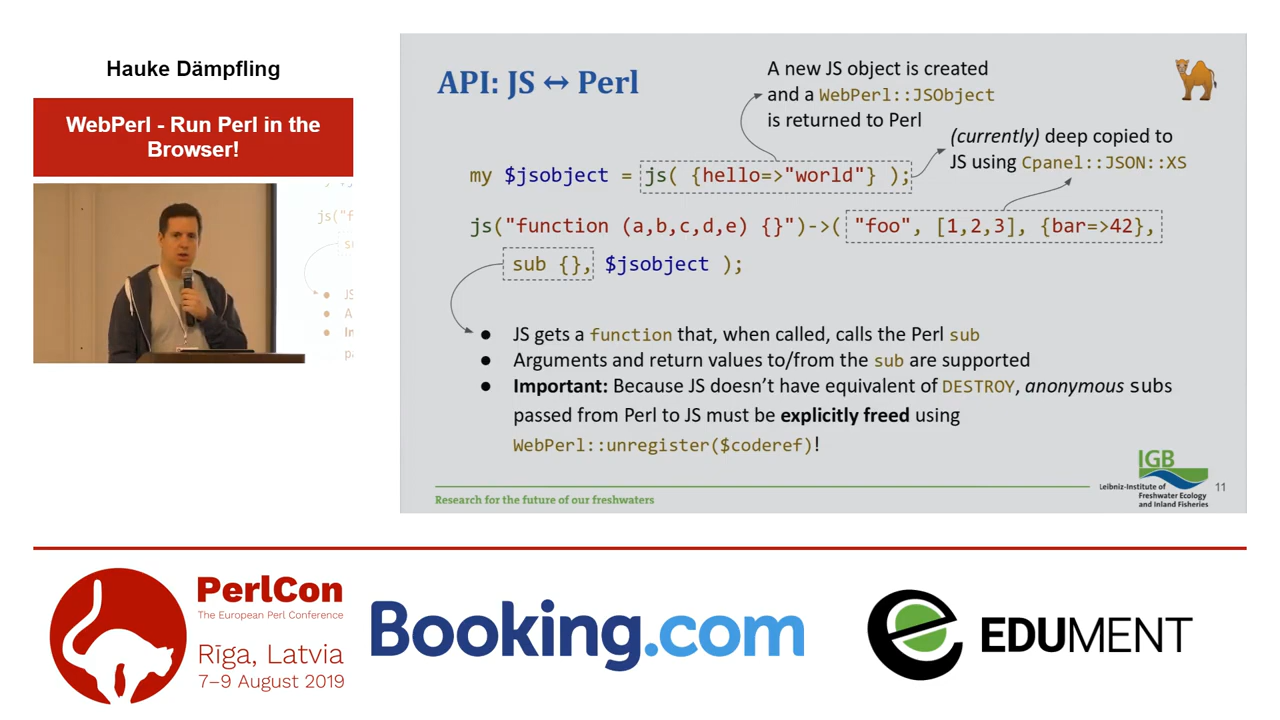 Hauke Dämpfling
WebPerl - Run Perl in the
Browser!
js("f
su
JS
A
In
pa
API: JS ↔ Perl
A new JS object is created
and a WebPerl::JSObject
is returned to Perl
(currently) deep copied to
JS using Cpanel::JSON::XS
my $jsobject = js( {hello=>"world"} );
js("function (a,b,c,d,e) {}")->( "foo", [1,2,3], {bar=>42},
sub {}, $jsobject );
● JS gets a function that, when called, calls the Perl sub
● Arguments and return values to/from the sub are supported
● Important: Because JS doesn't have equivalent of DESTROY, anonymous subs
passed from Perl to JS must be explicitly freed using
WebPerl::unregister($coderef)!
Research for the future of our freshwaters
IGB
Leibniz-Institute of
Freshwater Ecology
and Inland Fisheries
11
PerlCon
The European Perl Conference
Rīga, Latvia
7–9 August 2019
Booking.com
EDUMENT